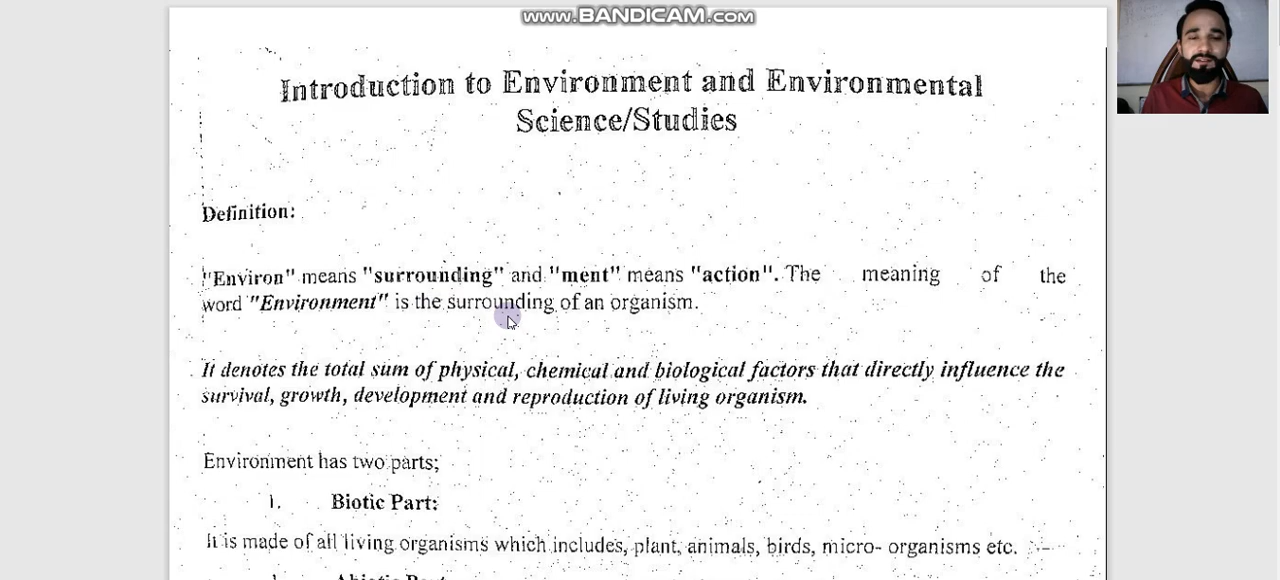 www.BANDICAM.com
Introduction to Environment and Environmental
Science/Studies
Definition:
"Environ" means "surrounding" and "ment" means "action". The meaning of the
word "Environment" is the surrounding of an organism.
It denotes the total sum of physical, chemical and biological factors that directly influence the
survival, growth, development and reproduction of living organism.
Environment has two parts;
1. Biotic Part:
It is made of all living organisms which includes, plant, animals, birds, micro- organisms etc.
Abiotic Part